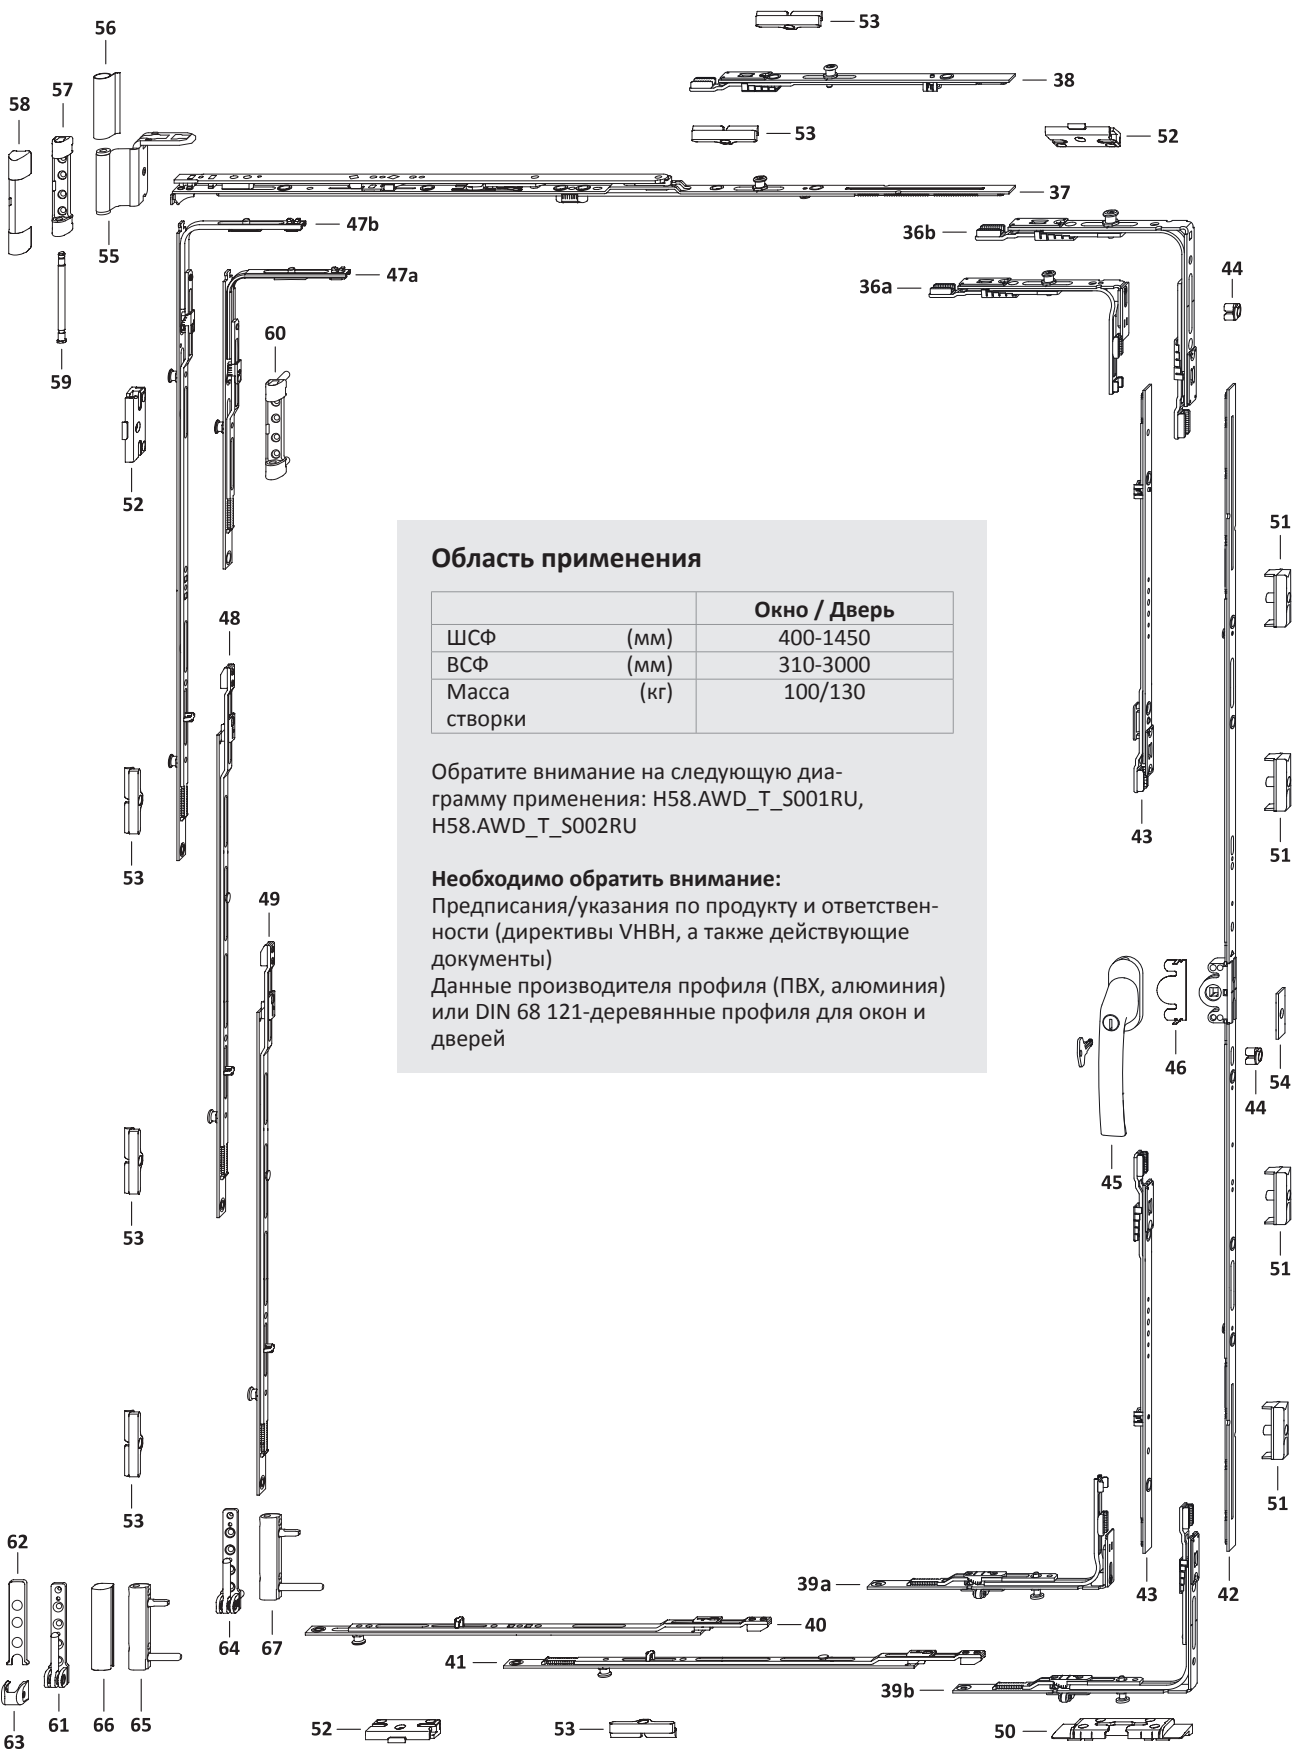 56
53
57
38
58
53
52
37
47b
36b
55
47a
36a
44
60
59
52
51
Область применения
Окно / Дверь
ШСФ (мм) 400-1450
ВСФ (мм) 310-3000
Масса (кг) 100/130
створки
48
Обратите внимание на следующую диа-
грамму применения: H58.AWD_T_S001RU,
H58.AWD_T_S002RU
43
51
53
Необходимо обратить внимание:
Предписания/указания по продукту и ответствен-
ности (директивы VHBH, а также действующие
документы)
Данные производителя профиля (ПВХ, алюминия)
или DIN 68 121-деревянные профиля для окон и
дверей
49
46
54
44
45
53
51
53
51
62
39a
43
42
40
64
67
41
39b
63
61
66
65
52
53
50